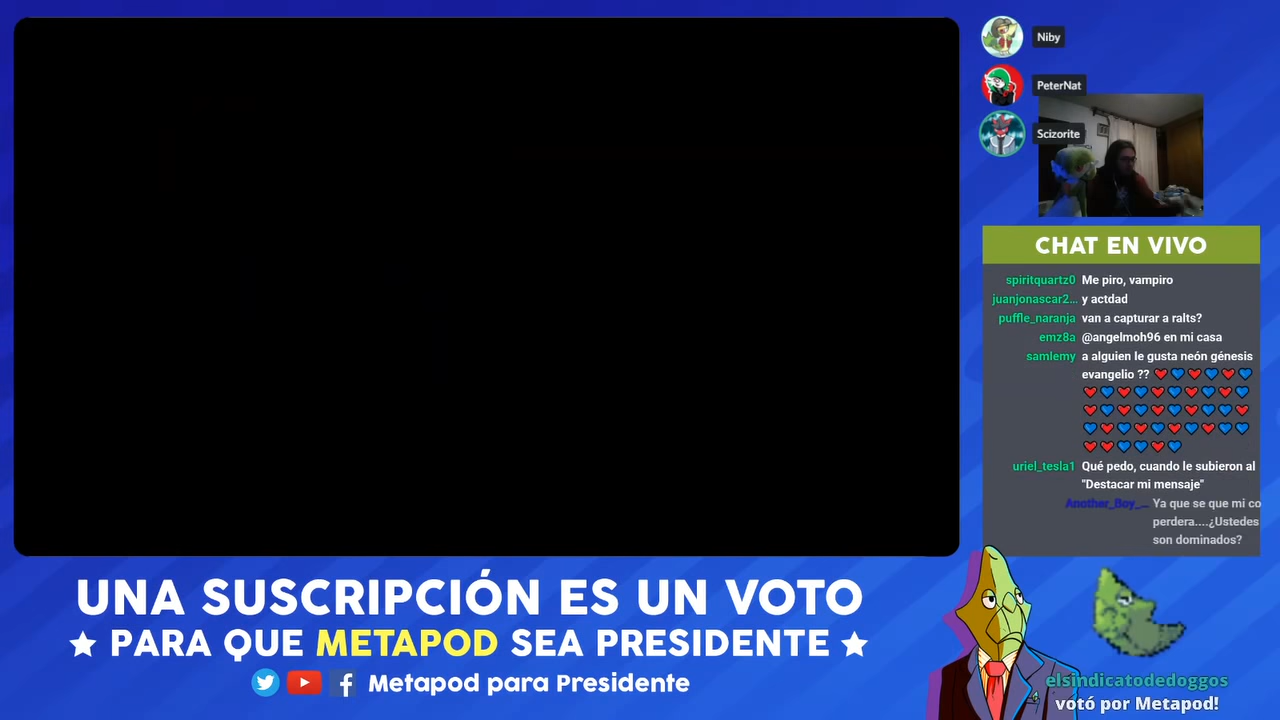 Niby
PeterNat
Scizorite
CHAT EN VIVO
spiritquartz0 Me piro, vampiro
juanjonascar2... y actdad
puffle_naranja van a capturar a ralts?
emz8a @angelmoh96 en mi casa
samlemy a alguien le gusta neón génesis
evangelio ??
uriel_tesla1 Qué pedo, cuando le subieron al
"Destacar mi mensaje"
Another_Boy_... Ya que se que mi co
perdera....¿Ustedes
son dominados?
UNA SUSCRIPCIÓN ES UN VOTO
PARA QUE METAPOD SEA PRESIDENTE
Metapod para Presidente
elsindicatodedoggos
votó por Metapod!